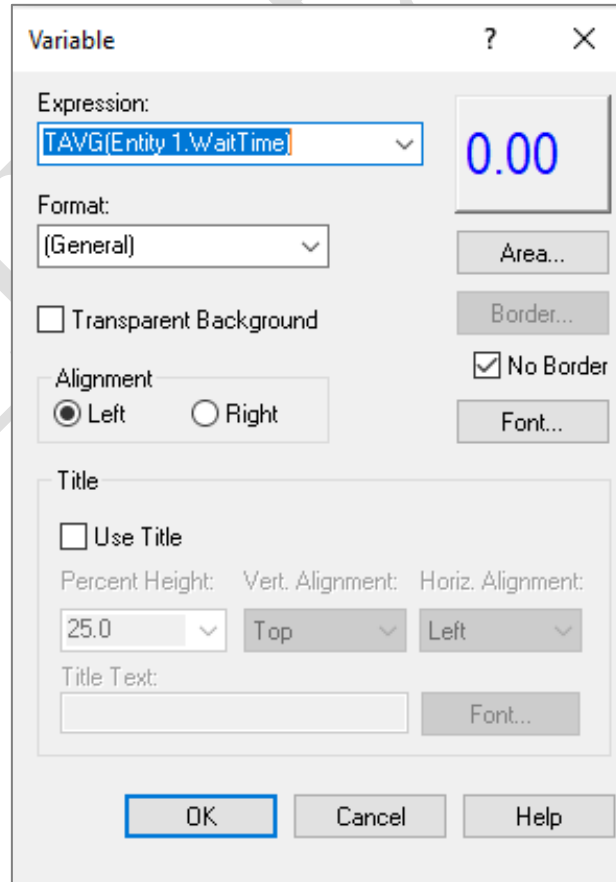 Variable ?
Expression:
TAVG(Entity 1.WaitTime)
0.00
Format:
(General)
Area...
Transparent Background
Border...
No Border
Alignment
Left Right
Font...
Title
Use Title
Percent Height: Vert. Alignment: Horiz. Alignment:
25.0 Top Left
Title Text:
Font...
OK Cancel Help